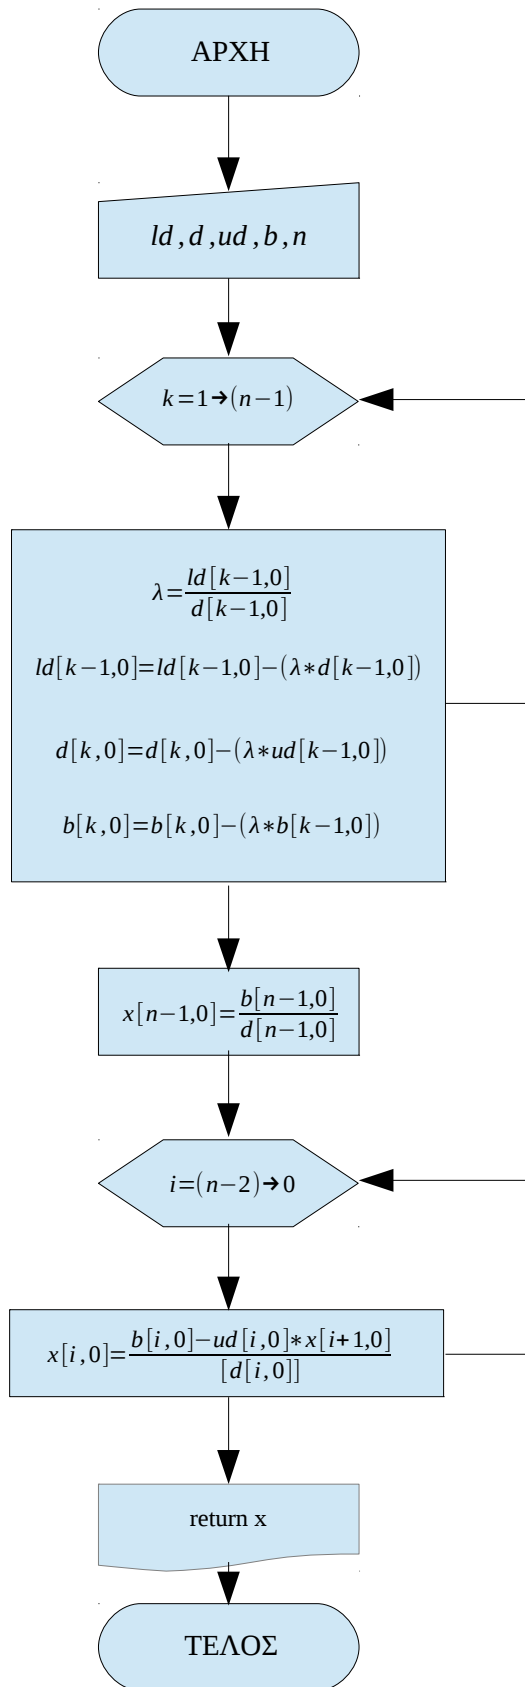 ΑΡΧΗ
ld,d,ud,b,n
k=1→(n−1)
λ=ld[k−1,0]/d[k−1,0]
ld[k−1,0]=ld[k−1,0]−(λ∗d[k−1,0])
d[k,0]=d[k,0]−(λ∗ud[k−1,0])
b[k,0]=b[k,0]−(λ∗b[k−1,0])
x[n−1,0]=b[n−1,0]/d[n−1,0]
i=(n−2)→0
x[i,0]=b[i,0]−ud[i,0]∗x[i+1,0]/[d[i,0]]
return x
ΤΕΛΟΣ